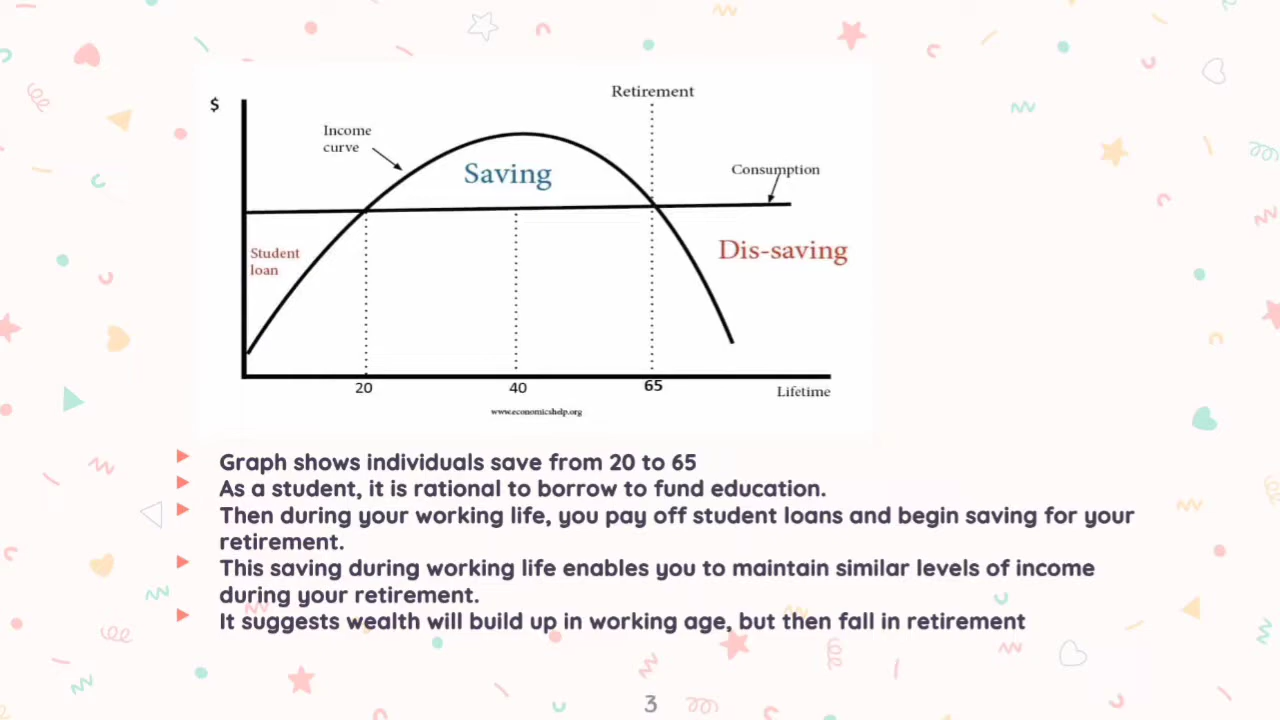 Retirement
$
Income
curve
Saving
Consumption
Student
loan
Dis-saving
20
40
65
Lifetime
www.economicshelp.org
Graph shows individuals save from 20 to 65
As a student, it is rational to borrow to fund education.
Then during your working life, you pay off student loans and begin saving for your
retirement.
This saving during working life enables you to maintain similar levels of income
during your retirement.
It suggests wealth will build up in working age, but then fall in retirement
3